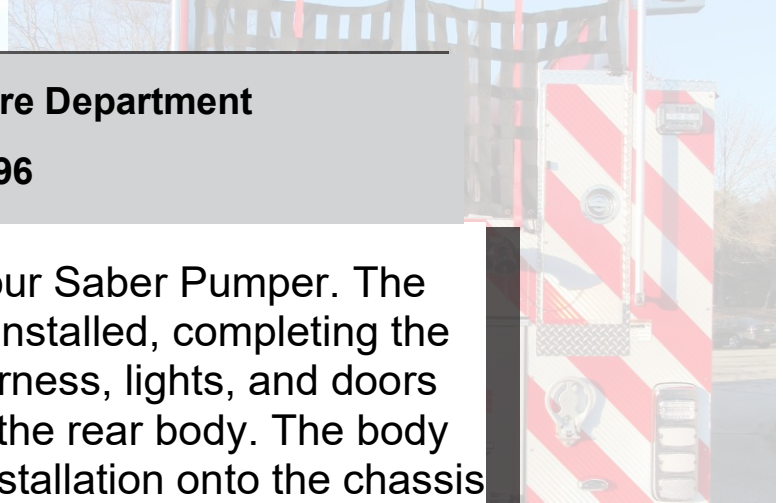 re Department
96
our Saber Pumper. The
installed, completing the
rness, lights, and doors
the rear body. The body
stallation onto the chassis